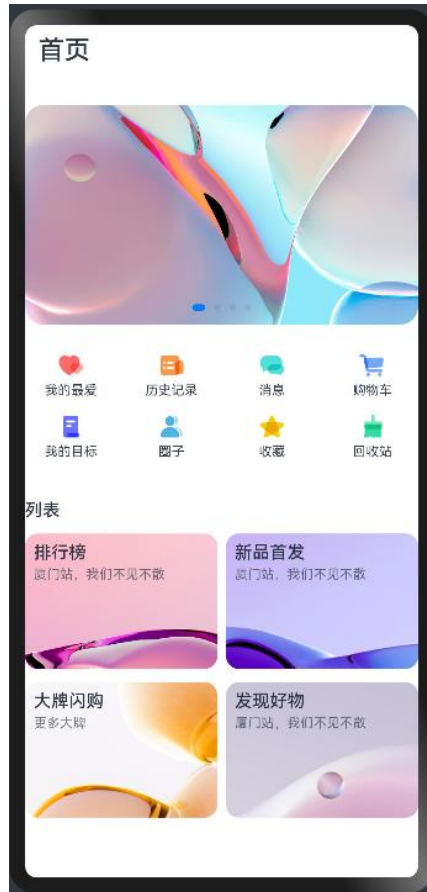 首页
我的最爱 历史记录 消息 购物车
我的目标 圈子 收藏 回收站
列表
排行榜 新品首发
厦门站，我们不见不散 厦门站，我们不见不散
大牌闪购 发现好物
更多大牌 厦门站，我们不见不散